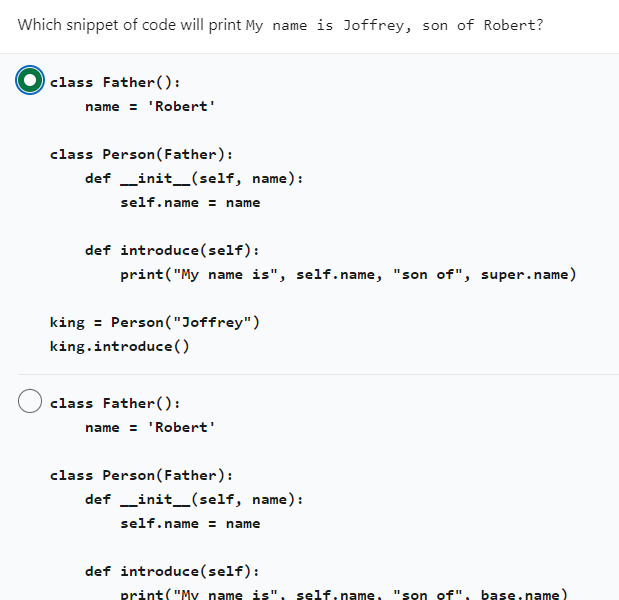 Which snippet of code will print My name is Joffrey, son of Robert?
class Father():
    name = 'Robert'
class Person(Father):
    def __init__(self, name):
        self.name = name
    def introduce(self):
        print("My name is", self.name, "son of", super.name)
king = Person("Joffrey")
king.introduce()
class Father():
    name = 'Robert'
class Person(Father):
    def __init__(self, name):
        self.name = name
    def introduce(self):
        print("My name is", self.name, "son of", base.name)